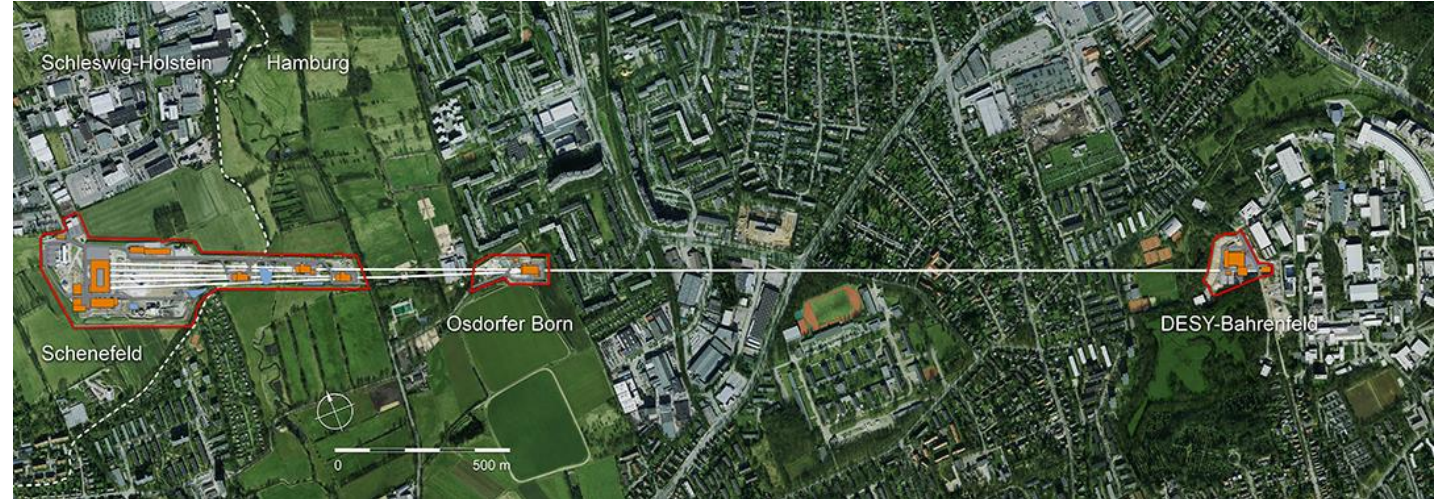 Schleswig-Holstein
Hamburg
Osdorfer Born
DESY-Bahrenfeld
Schenefeld
0
500 m